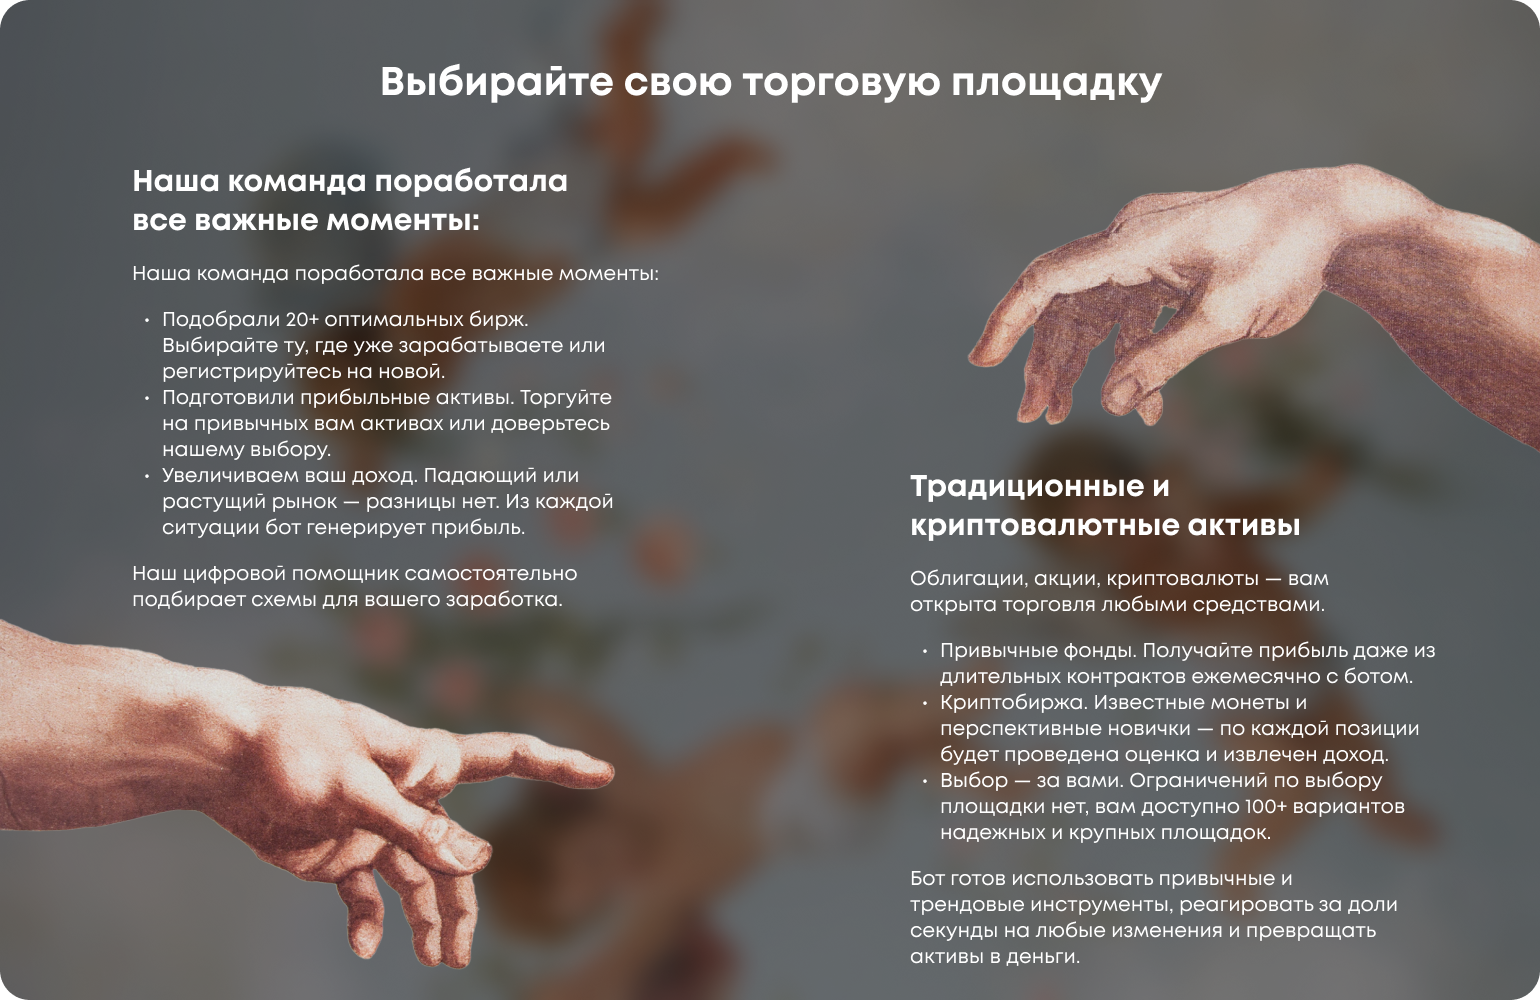 Выбирайте свою торговую площадку
Наша команда поработала
все важные моменты:
Наша команда поработала все важные моменты:
• Подобрали 20+ оптимальных бирж.
Выбирайте ту, где уже зарабатываете или
регистрируйтесь на новой.
• Подготовили прибыльные активы. Торгуйте
на привычных вам активах или доверьтесь
нашему выбору.
• Увеличиваем ваш доход. Падающий или
растущий рынок — разницы нет. Из каждой
ситуации бот генерирует прибыль.
Наш цифровой помощник самостоятельно
подбирает схемы для вашего заработка.
Традиционные и
криптовалютные активы
Облигации, акции, криптовалюты — вам
открыта торговля любыми средствами.
• Привычные фонды. Получайте прибыль даже из
длительных контрактов ежемесячно с ботом.
• Криптобиржа. Известные монеты и
перспективные новички — по каждой позиции
будет проведена оценка и извлечен доход.
• Выбор — за вами. Ограничений по выбору
площадки нет, вам доступно 100+ вариантов
надежных и крупных площадок.
Бот готов использовать привычные и
трендовые инструменты, реагировать за доли
секунды на любые изменения и превращать
активы в деньги.